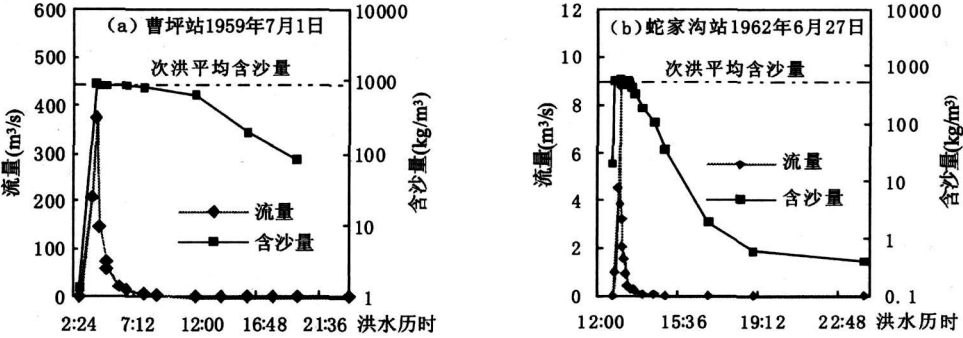 (a) 曹坪站1959年7月1日
次洪平均含沙量
流量(m³/s)
600
500
400
300
200
100
0
10000
1000
100
10
1
含沙量(kg/m³)
流量
含沙量
2:24 7:12 12:00 16:48 21:36 洪水历时
(b) 蛇家沟站1962年6月27日
次洪平均含沙量
流量(m³/s)
12
10
8
6
4
2
0
10000
1000
100
10
1
0.1
含沙量(kg/m³)
流量
含沙量
12:00 15:36 19:12 22:48 洪水历时